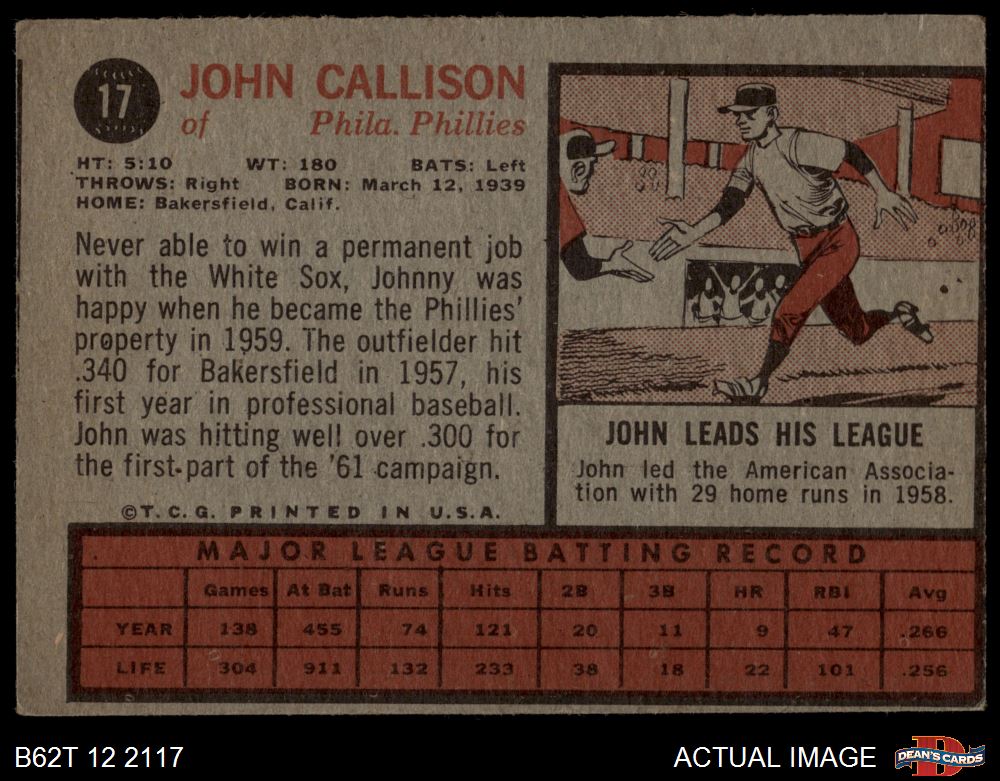 17
JOHN CALLISON
of Phila. Phillies
HT: 5:10 WT: 180 BATS: Left
THROWS: Right BORN: March 12, 1939
HOME: Bakersfield, Calif.
Never able to win a permanent job
with the White Sox, Johnny was
happy when he became the Phillies'
property in 1959. The outfielder hit
.340 for Bakersfield in 1957, his
first year in professional baseball.
John was hitting well over .300 for
the first part of the '61 campaign.
©T.C.G. PRINTED IN U.S.A.
JOHN LEADS HIS LEAGUE
John led the American Associa-
tion with 29 home runs in 1958.
MAJOR LEAGUE BATTING RECORD
Games At Bat Runs Hits 2B 3B HR RBI Avg
YEAR 138 455 74 121 20 11 9 47 .266
LIFE 304 911 132 233 38 18 22 101 .256
B62T 12 2117
ACTUAL IMAGE
D
DEAN'S CARDS